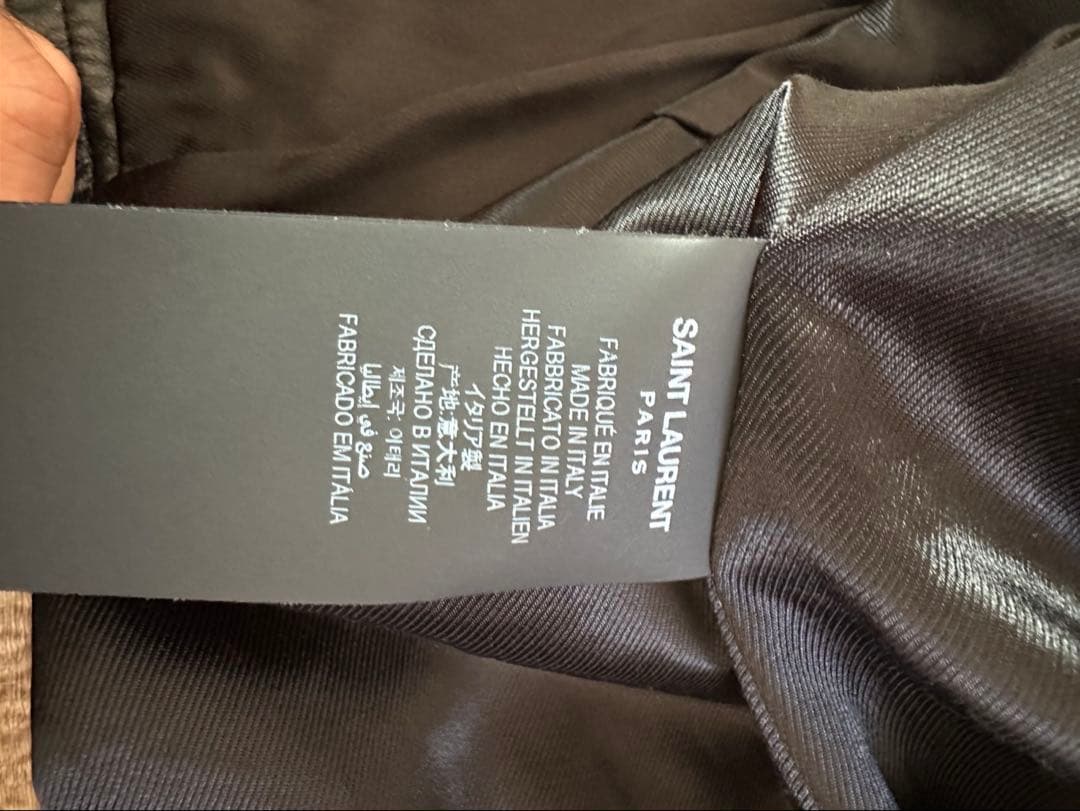 SAINT LAURENT
PARIS
FABRIQUÉ EN ITALIE
MADE IN ITALY
FABBRICATO IN ITALIA
HERGESTELLT IN ITALIEN
HECHO EN ITALIA
イタリア製
产地:意大利
СДЕЛАНО В ИТАЛИИ
제조국: 이태리
صنع في إيطاليا
FABRICADO EM ITÁLIA